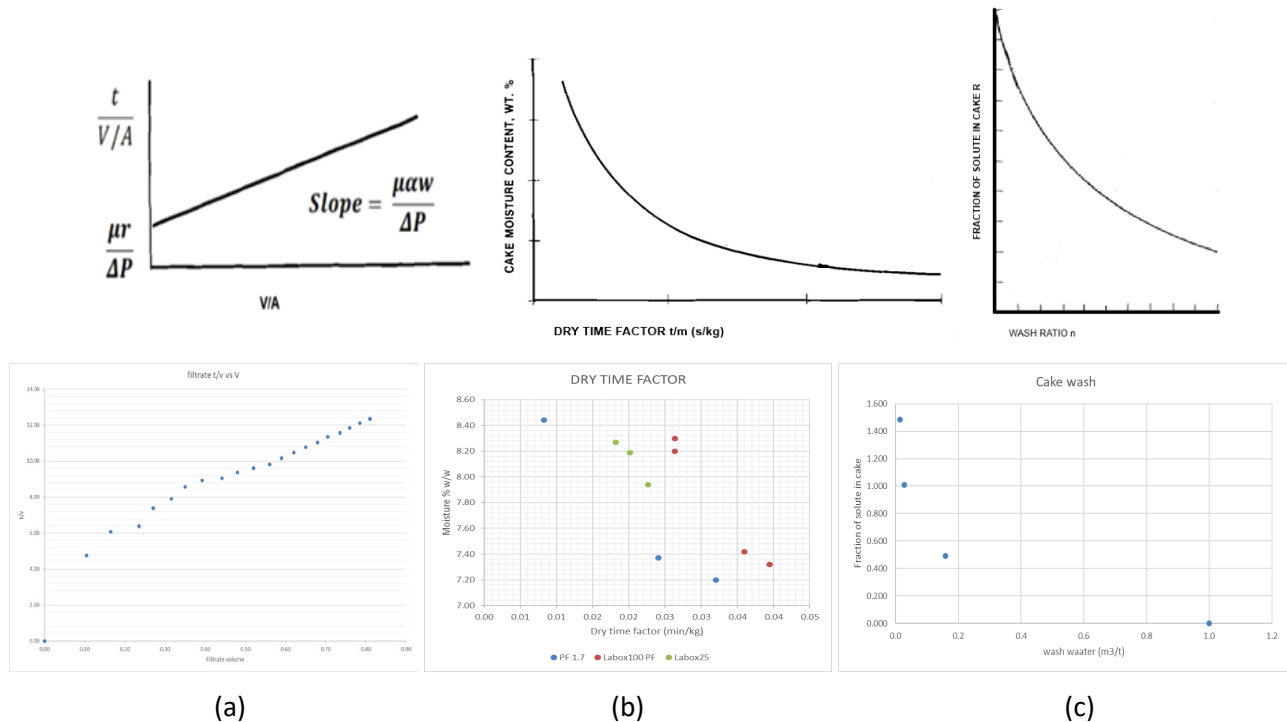 t
V/A
μr
ΔP
Slope = μαw
ΔP
V/A
CAKE MOISTURE CONTENT, WT. %
DRY TIME FACTOR t/m (s/kg)
FRACTION OF SOLUTE IN CAKE R
WASH RATIO n
filtrate t/v vs V
14.00
12.00
10.00
8.00
6.00
4.00
2.00
0.00
t/v
0.00 0.10 0.20 0.30 0.40 0.50 0.60 0.70 0.80 0.90
Filtrate volume
DRY TIME FACTOR
8.60
8.40
8.20
8.00
7.80
7.60
7.40
7.20
7.00
Moisture % w/w
0.00 0.01 0.01 0.02 0.02 0.03 0.03 0.04 0.04 0.05
Dry time factor (min/kg)
PF 1.7 Labox100 PF Labox25
Cake wash
1.600
1.400
1.200
1.000
0.800
0.600
0.400
0.200
0.000
Fraction of solute in cake
0.0 0.2 0.4 0.6 0.8 1.0 1.2
wash waater (m3/t)
(a) (b) (c)